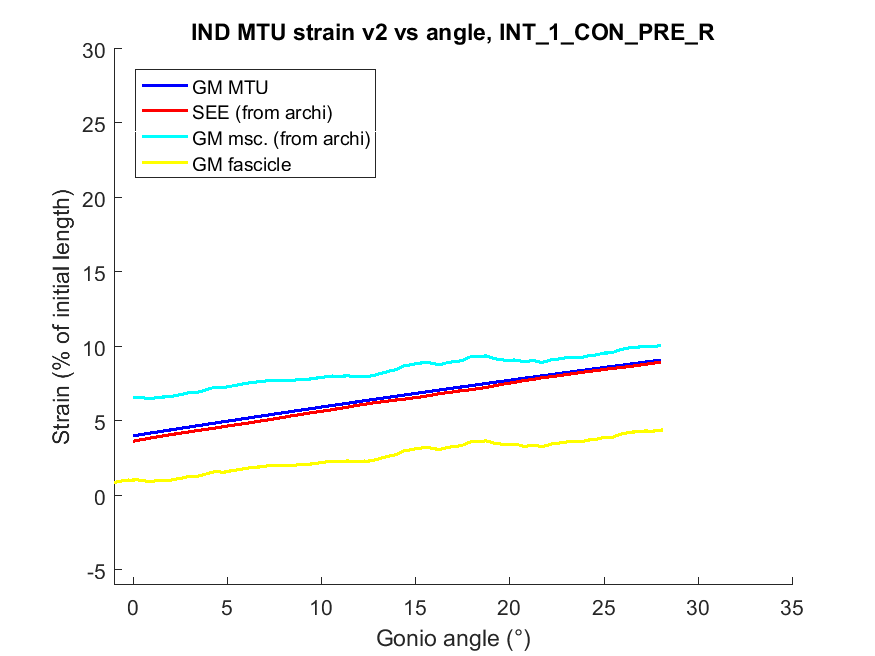 IND MTU strain v2 vs angle, INT_1_CON_PRE_R
30
25
20
15
10
5
0
-5
Strain (% of initial length)
GM MTU
SEE (from archi)
GM msc. (from archi)
GM fascicle
0 5 10 15 20 25 30 35
Gonio angle (°)